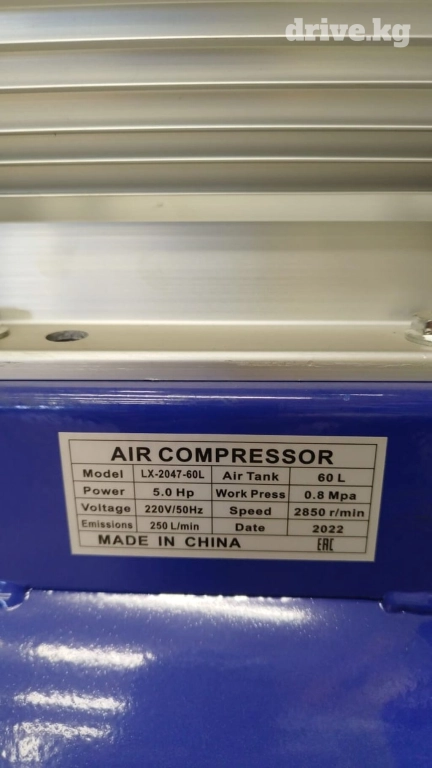 drive.kg
AIR COMPRESSOR
Model LX-2047-60L Air Tank 60 L
Power 5.0 Hp Work Press 0.8 Mpa
Voltage 220V/50Hz Speed 2850 r/min
Emissions 250 L/min Date 2022
MADE IN CHINA EAC